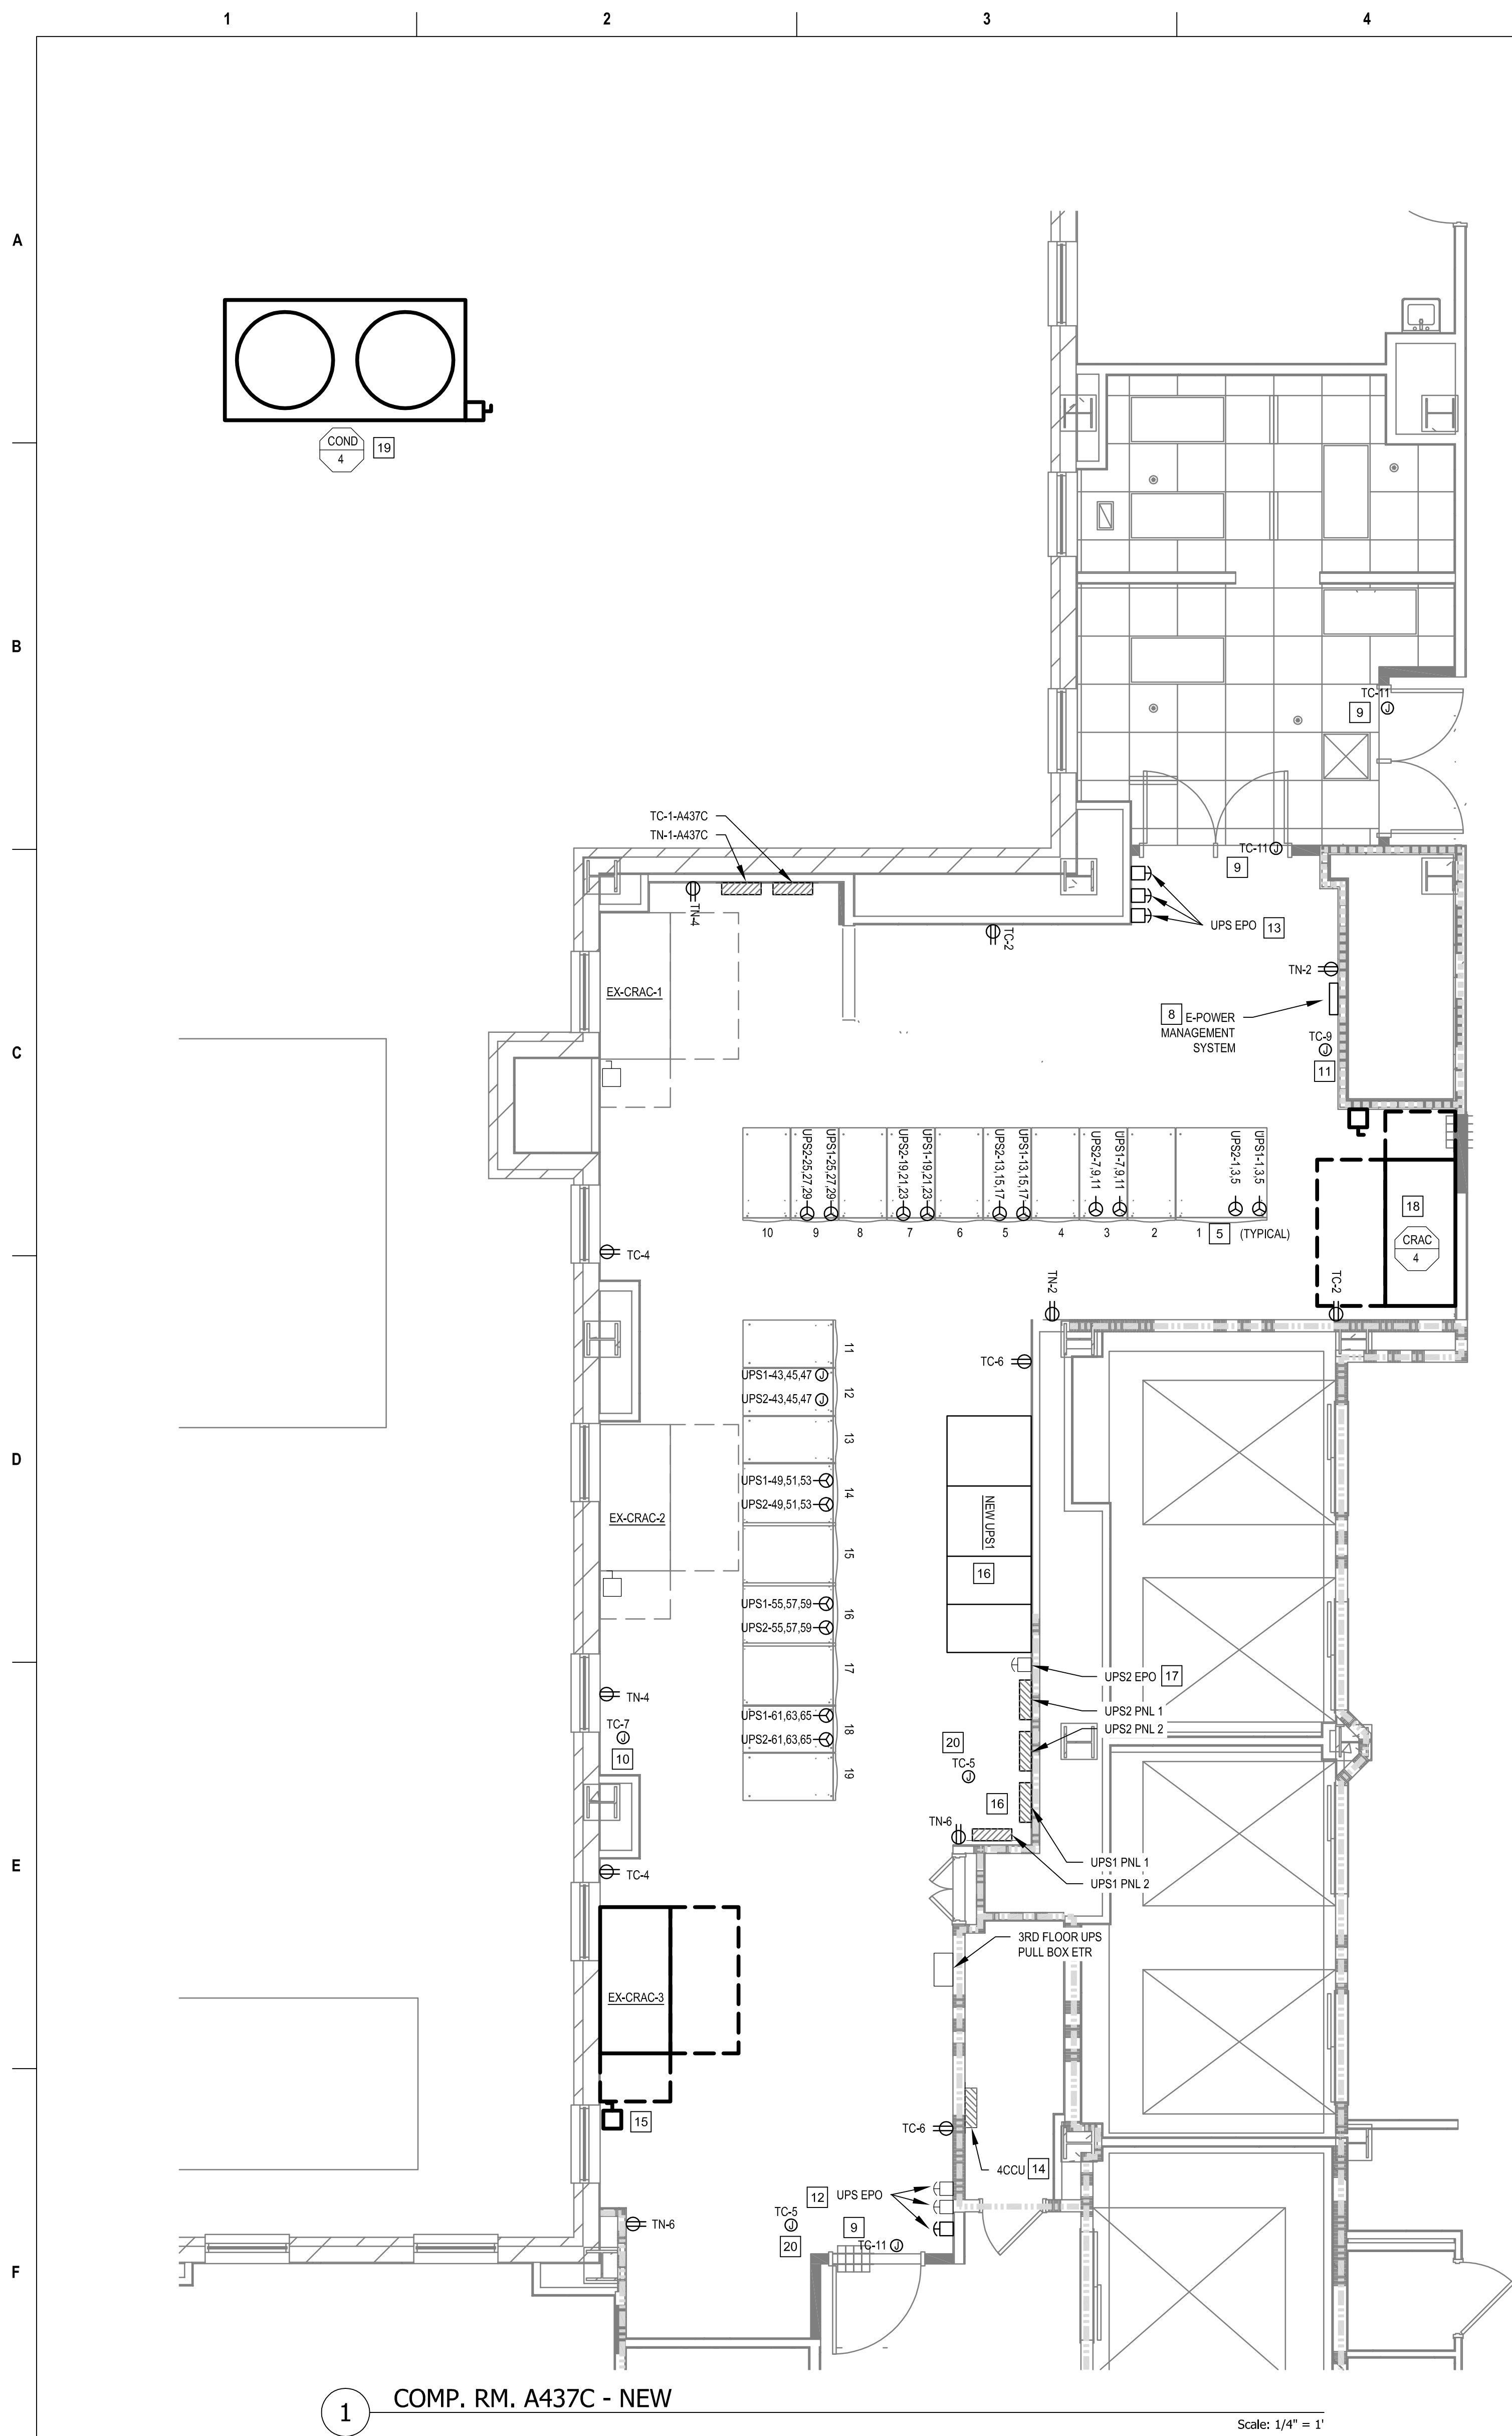 1 2 3 4
A
COND
4
19
B
TC-11
9
TC-1-A437C
TN-1-A437C
TC-11
9
TN-4
TC-2
UPS EPO 13
TN-2
EX-CRAC-1
8 E-POWER
MANAGEMENT
SYSTEM
C
TC-9
11
UPS2-25,27,29
UPS1-25,27,29
UPS2-19,21,23
UPS1-19,21,23
UPS2-13,15,17
UPS1-13,15,17
UPS2-7,9,11
UPS1-7,9,11
UPS2-1,3,5
UPS1-1,3,5
18
CRAC
4
10 9 8 7 6 5 4 3 2 1 5 (TYPICAL)
TC-4
TN-2
TC-2
11
TC-6
UPS1-43,45,47
UPS2-43,45,47
12
13
D
UPS1-49,51,53
UPS2-49,51,53
14
EX-CRAC-2
NEW UPS1
15
16
UPS1-55,57,59
UPS2-55,57,59
16
17
UPS2 EPO 17
TN-4
UPS2 PNL 1
UPS1-61,63,65
UPS2-61,63,65
18
TC-7
10
UPS2 PNL 2
20
TC-5
19
16
TN-6
E
UPS1 PNL 1
TC-4
UPS1 PNL 2
3RD FLOOR UPS
PULL BOX ETR
EX-CRAC-3
15
TC-6
4CCU 14
12 UPS EPO
TC-5
TN-6
9
20
TC-11
F
1
COMP. RM. A437C - NEW
Scale: 1/4" = 1'
J
J
J
J
J
J
J
J
J